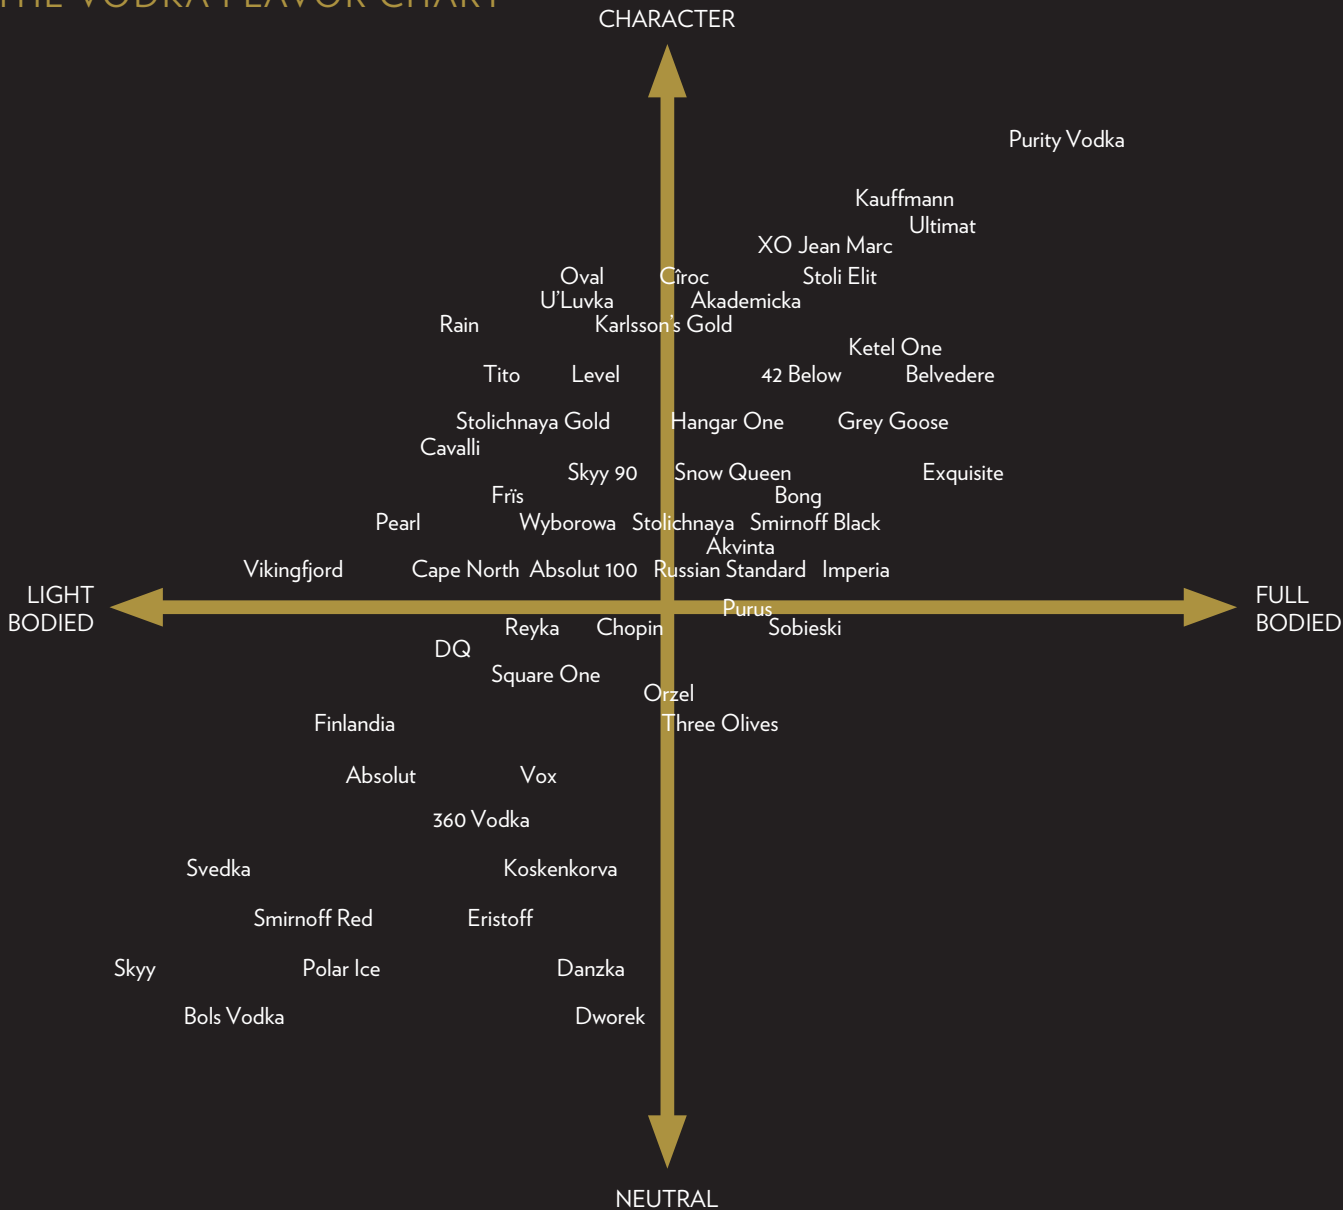 THE VODKA FLAVOR CHART
CHARACTER
Purity Vodka
Kauffmann
Ultimat
XO Jean Marc
Oval
Cîroc
Stoli Elit
U'Luvka
Akademicka
Rain
Karlsson's Gold
Ketel One
Tito
Level
42 Below
Belvedere
Stolichnaya Gold
Hangar One
Grey Goose
Cavalli
Skyy 90
Snow Queen
Exquisite
Frïs
Bong
Pearl
Wyborowa
Stolichnaya
Smirnoff Black
Akvinta
Vikingfjord
Cape North
Absolut 100
Russian Standard
Imperia
LIGHT
BODIED
FULL
BODIED
Purus
Reyka
Chopin
Sobieski
DQ
Square One
Orzel
Finlandia
Three Olives
Absolut
Vox
360 Vodka
Svedka
Koskenkorva
Smirnoff Red
Eristoff
Skyy
Polar Ice
Danzka
Bols Vodka
Dworek
NEUTRAL